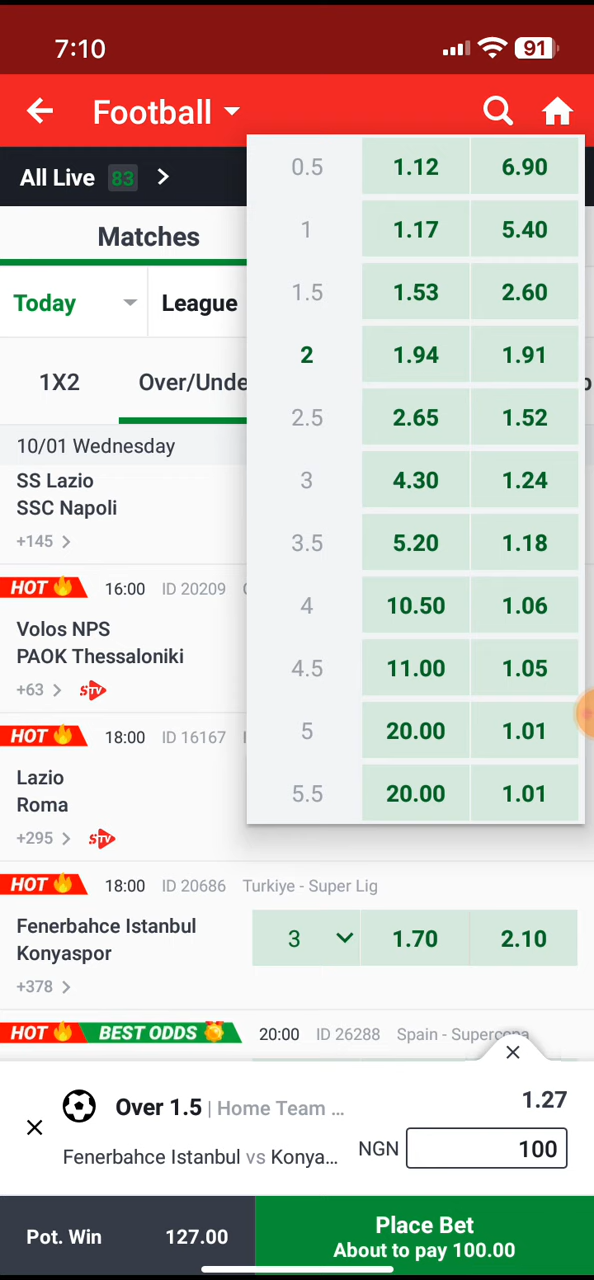 7:10
91
Football
All Live 83
Matches
Today
League
1X2
Over/Unde
0.5 1.12 6.90
1 1.17 5.40
1.5 1.53 2.60
2 1.94 1.91
2.5 2.65 1.52
3 4.30 1.24
3.5 5.20 1.18
4 10.50 1.06
4.5 11.00 1.05
5 20.00 1.01
5.5 20.00 1.01
10/01 Wednesday
SS Lazio
SSC Napoli
+145
HOT 16:00 ID 20209
Volos NPS
PAOK Thessaloniki
+63 STV
HOT 18:00 ID 16167
Lazio
Roma
+295 STV
HOT 18:00 ID 20686 Turkiye - Super Lig
Fenerbahce Istanbul
Konyaspor
3 1.70 2.10
+378
HOT BEST ODDS 20:00 ID 26288 Spain - Supercopa
Over 1.5 | Home Team ... 1.27
Fenerbahce Istanbul vs Konya... NGN 100
Pot. Win 127.00
Place Bet
About to pay 100.00